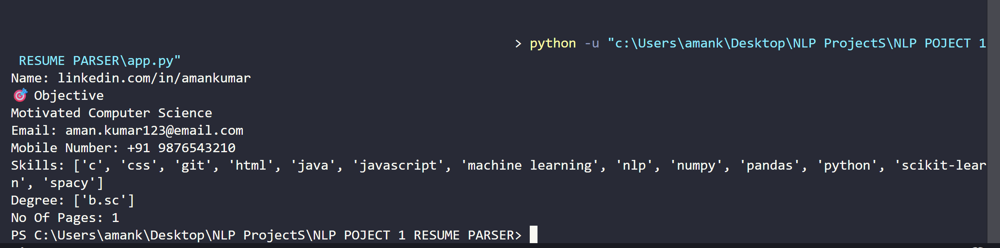 > python -u "c:\Users\amank\Desktop\NLP ProjectS\NLP POJECT 1
RESUME PARSER\app.py"
Name: linkedin.com/in/amankumar
🎯 Objective
Motivated Computer Science
Email: aman.kumar123@email.com
Mobile Number: +91 9876543210
Skills: ['c', 'css', 'git', 'html', 'java', 'javascript', 'machine learning', 'nlp', 'numpy', 'pandas', 'python', 'scikit-lear
n', 'spacy']
Degree: ['b.sc']
No Of Pages: 1
PS C:\Users\amank\Desktop\NLP ProjectS\NLP POJECT 1 RESUME PARSER>